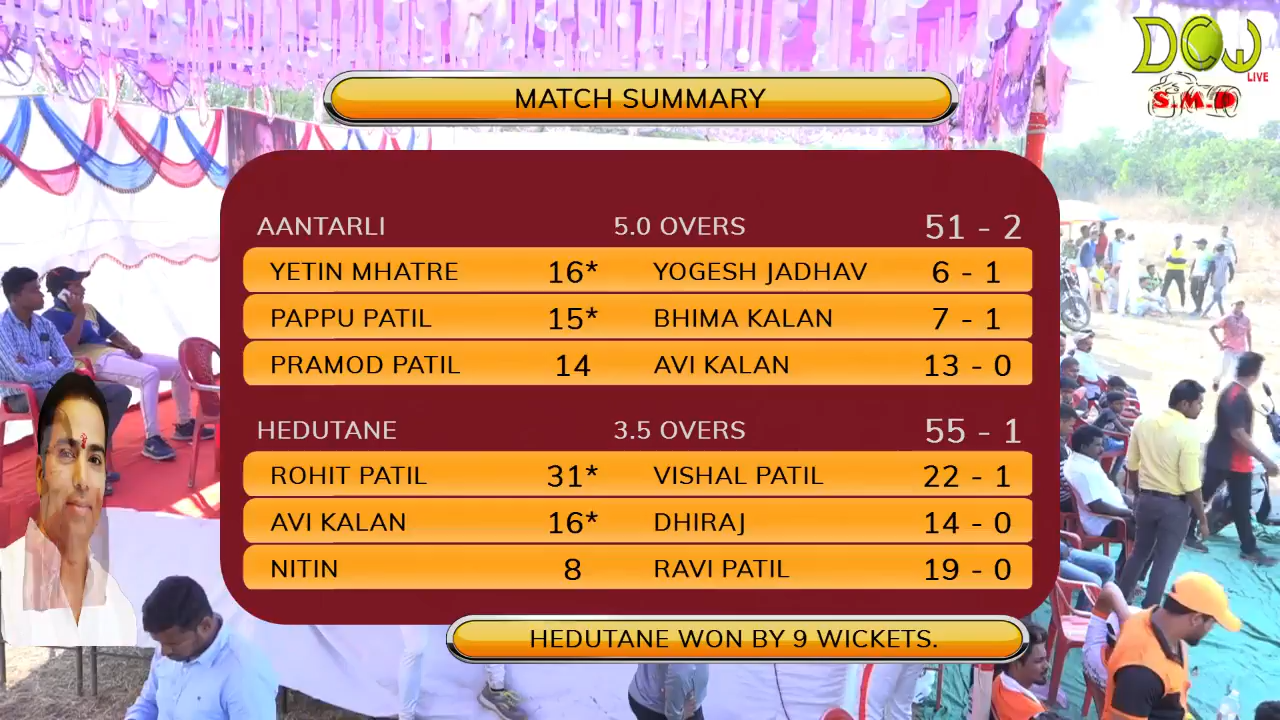 DCW
LIVE
S.M.P
MATCH SUMMARY
AANTARLI 5.0 OVERS 51 - 2
YETIN MHATRE 16* YOGESH JADHAV 6 - 1
PAPPU PATIL 15* BHIMA KALAN 7 - 1
PRAMOD PATIL 14 AVI KALAN 13 - 0
HEDUTANE 3.5 OVERS 55 - 1
ROHIT PATIL 31* VISHAL PATIL 22 - 1
AVI KALAN 16* DHIRAJ 14 - 0
NITIN 8 RAVI PATIL 19 - 0
HEDUTANE WON BY 9 WICKETS.